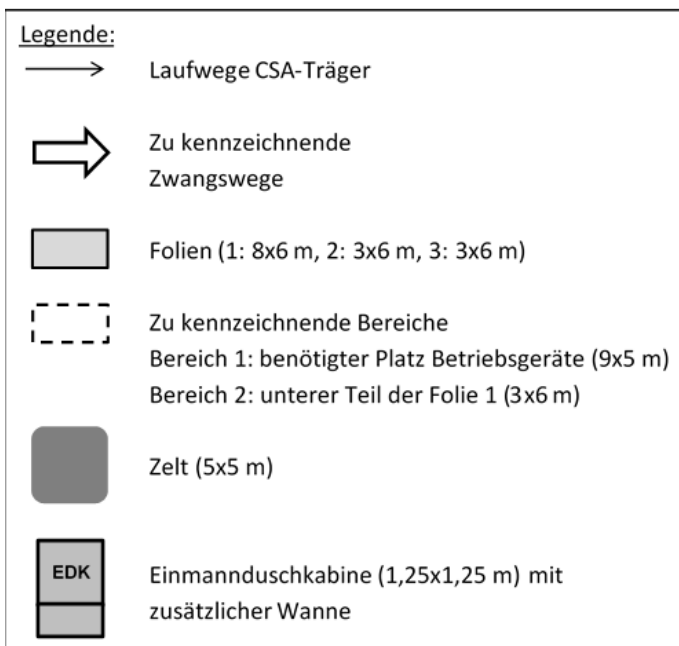 Legende:
Laufwege CSA-Träger
Zu kennzeichnende
Zwangswege
Folien (1: 8x6 m, 2: 3x6 m, 3: 3x6 m)
Zu kennzeichnende Bereiche
Bereich 1: benötigter Platz Betriebsgeräte (9x5 m)
Bereich 2: unterer Teil der Folie 1 (3x6 m)
Zelt (5x5 m)
EDK
Einmannduschkabine (1,25x1,25 m) mit
zusätzlicher Wanne